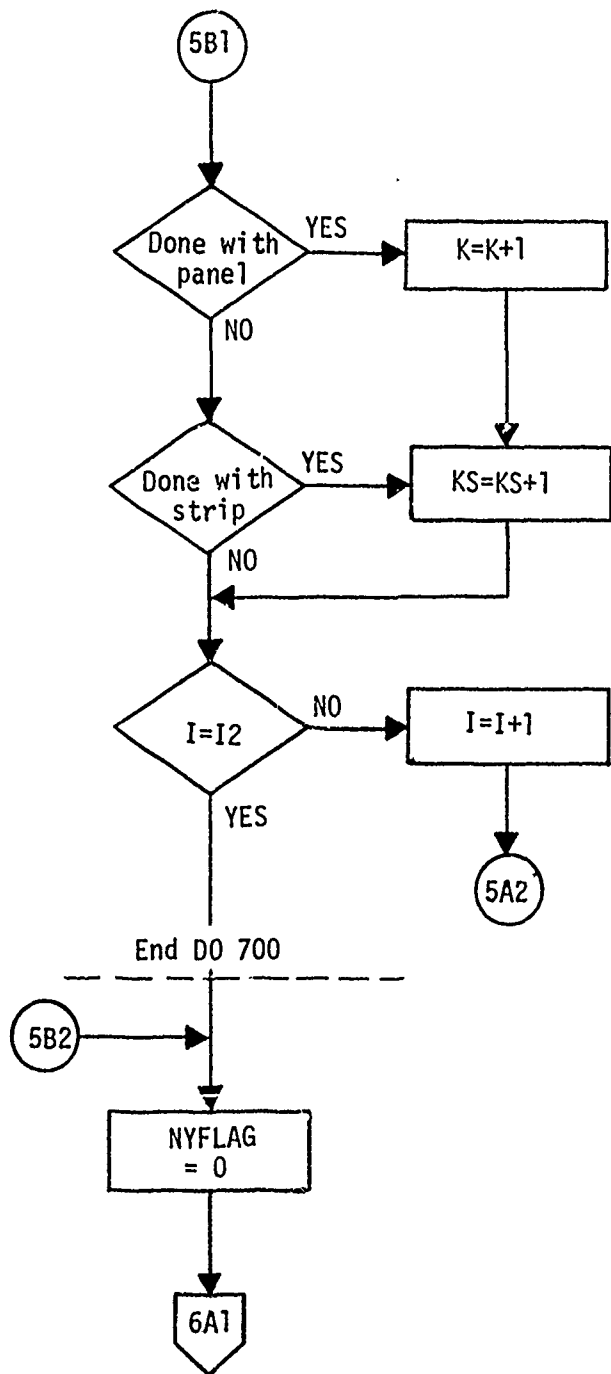 5B1
Done with
panel
YES
K=K+1
NO
Done with
strip
YES
KS=KS+1
NO
I=I2
NO
I=I+1
YES
5A2
End DO 700
5B2
NYFLAG
= 0
6A1